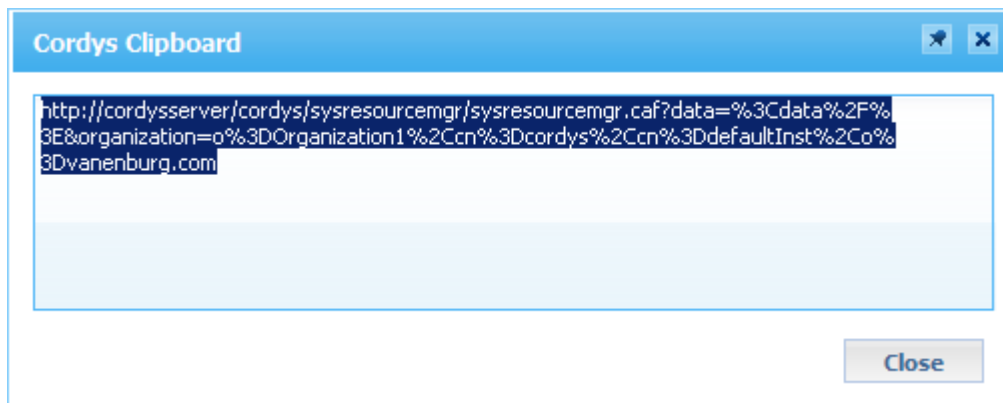 Cordys Clipboard
http://cordysserver/cordys/sysresourcemgr/sysresourcemgr.caf?data=%3Cdata%2F%
3E&organization=o%3DOrganization1%2Ccn%3Dcordys%2Ccn%3DdefaultInst%2Co%
3Dvanenburg.com
Close